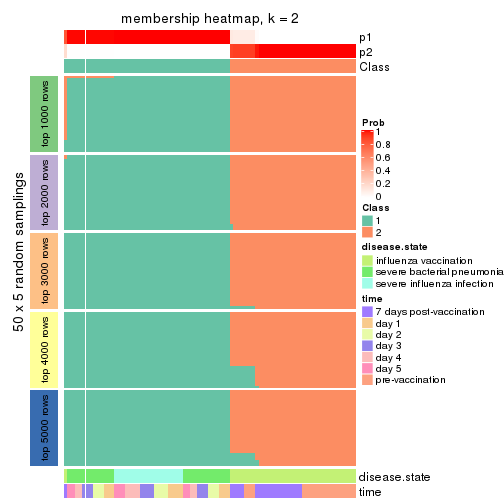 membership heatmap, k = 2
p1
p2
Class
50 x 5 random samplings
top 1000 rows
top 2000 rows
top 3000 rows
top 4000 rows
top 5000 rows
disease.state
time
Prob
1
0.8
0.6
0.4
0.2
0
Class
1
2
disease.state
influenza vaccination
severe bacterial pneumonia
severe influenza infection
time
7 days post-vaccination
day 1
day 2
day 3
day 4
day 5
pre-vaccination